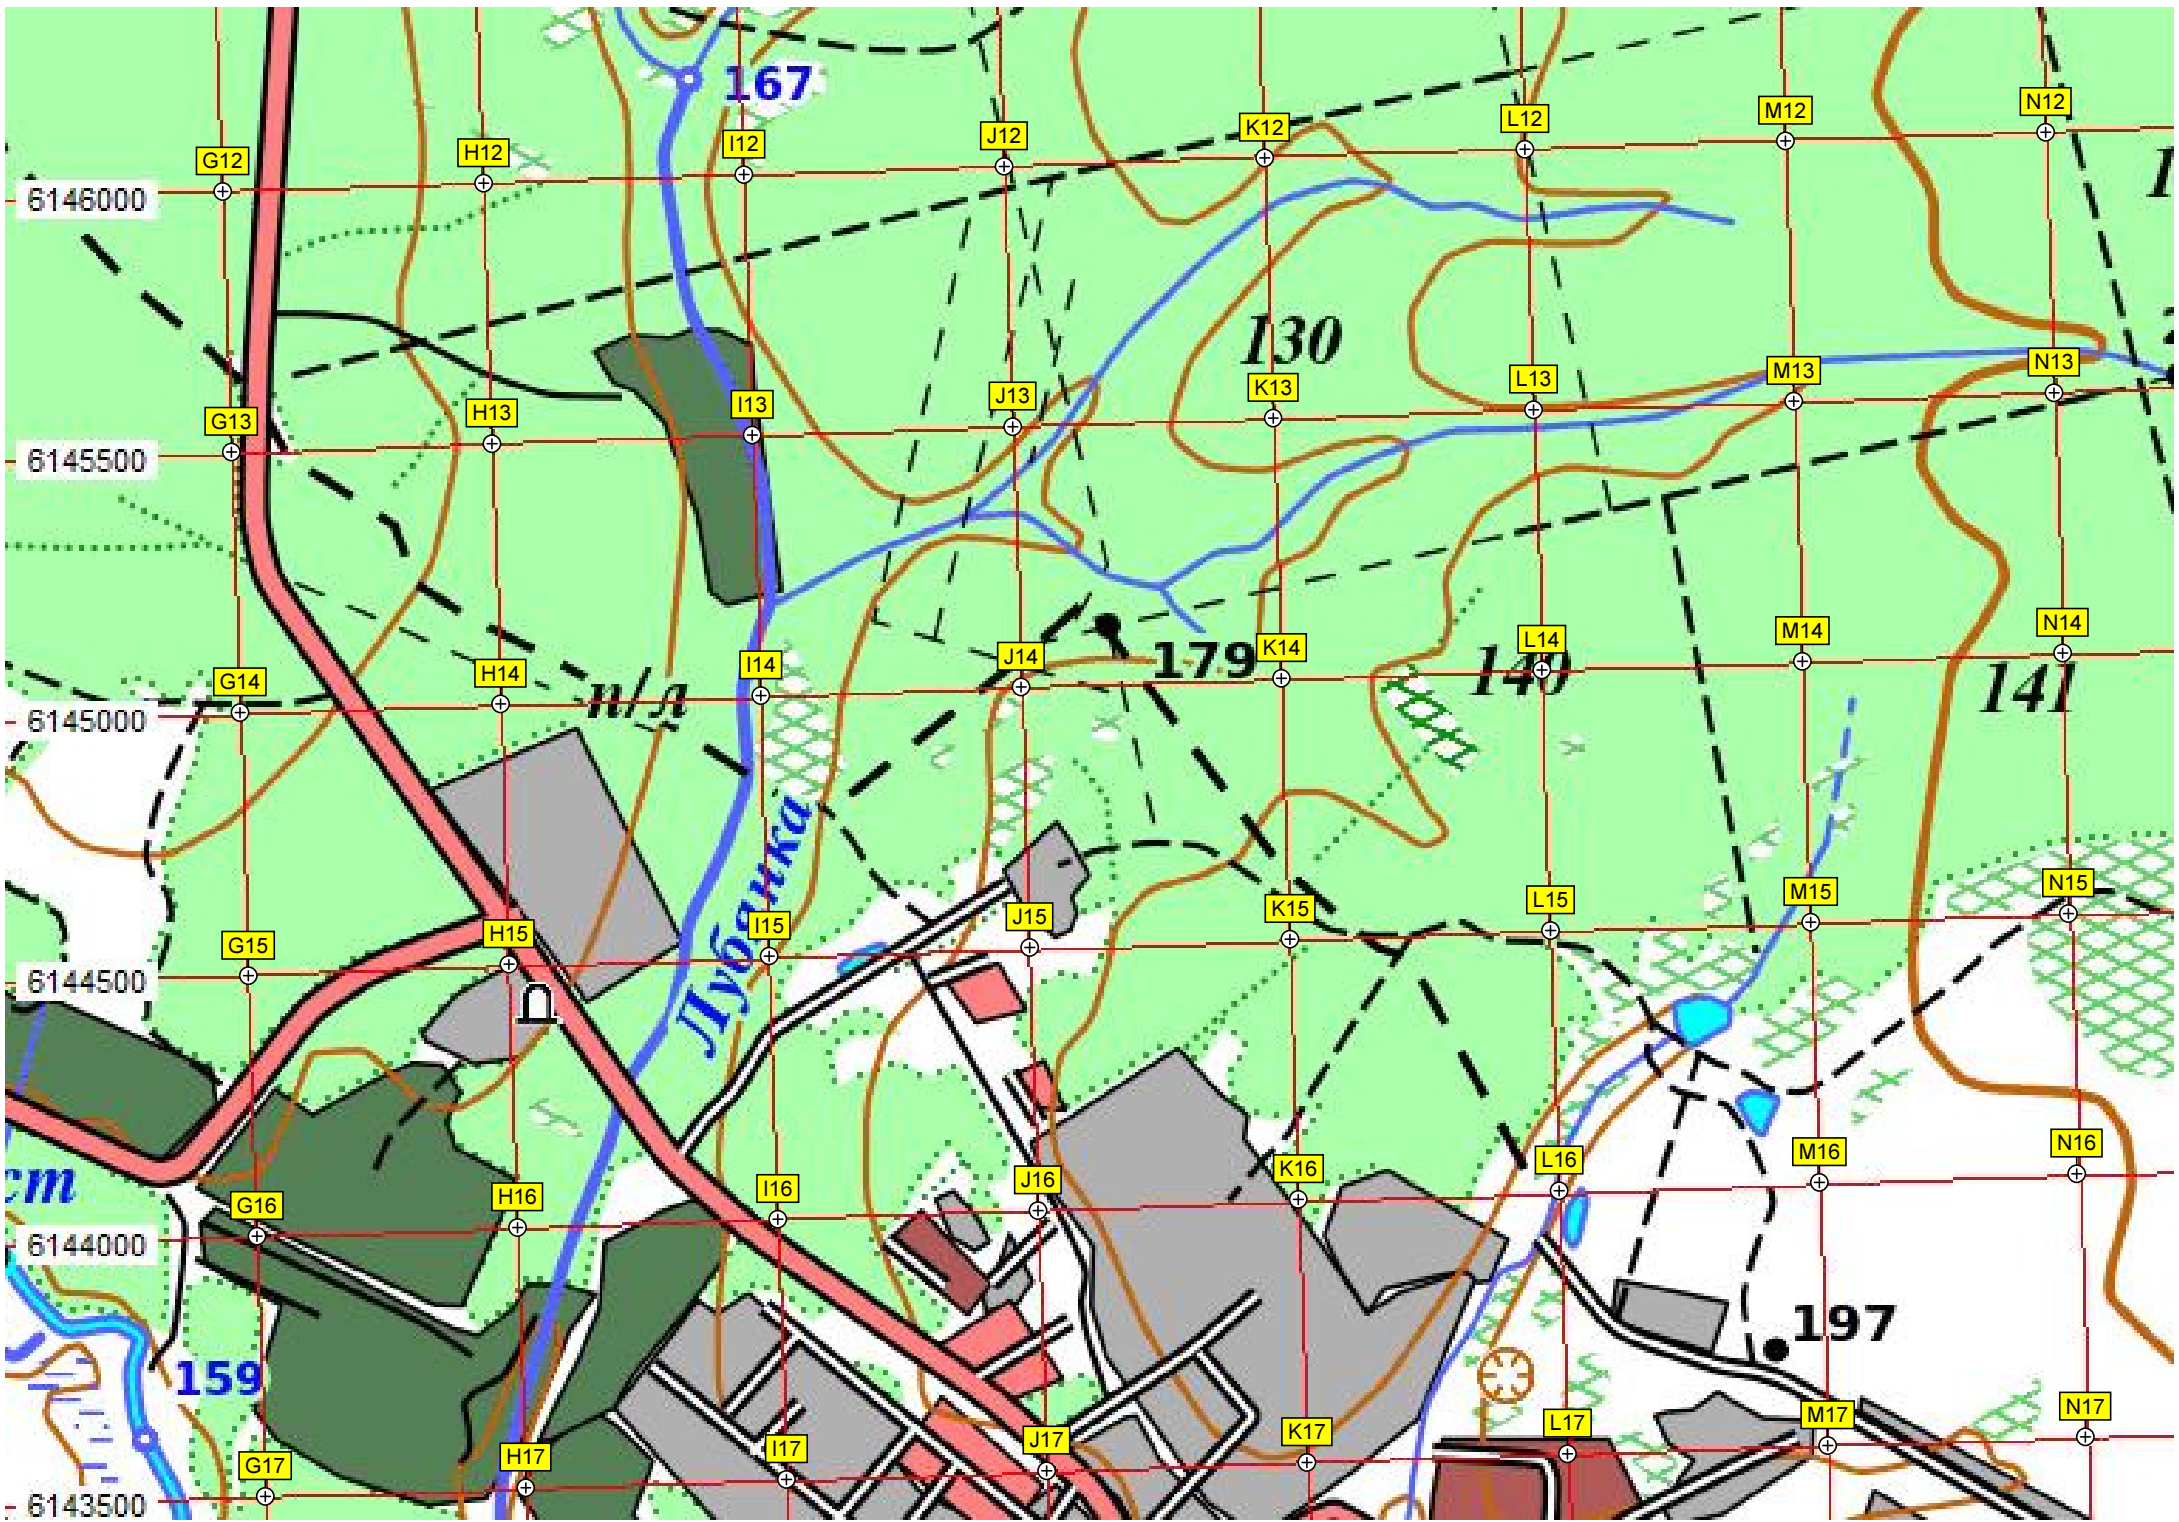 167
G12 H12 I12 J12 K12 L12 M12 N12
6146000
130
G13 H13 I13 J13 K13 L13 M13 N13
6145500
179
140
141
п/л
G14 H14 I14 J14 K14 L14 M14 N14
6145000
Лубянка
G15 H15 I15 J15 K15 L15 M15 N15
6144500
ст
G16 H16 I16 J16 K16 L16 M16 N16
6144000
197
159
G17 H17 I17 J17 K17 L17 M17 N17
6143500